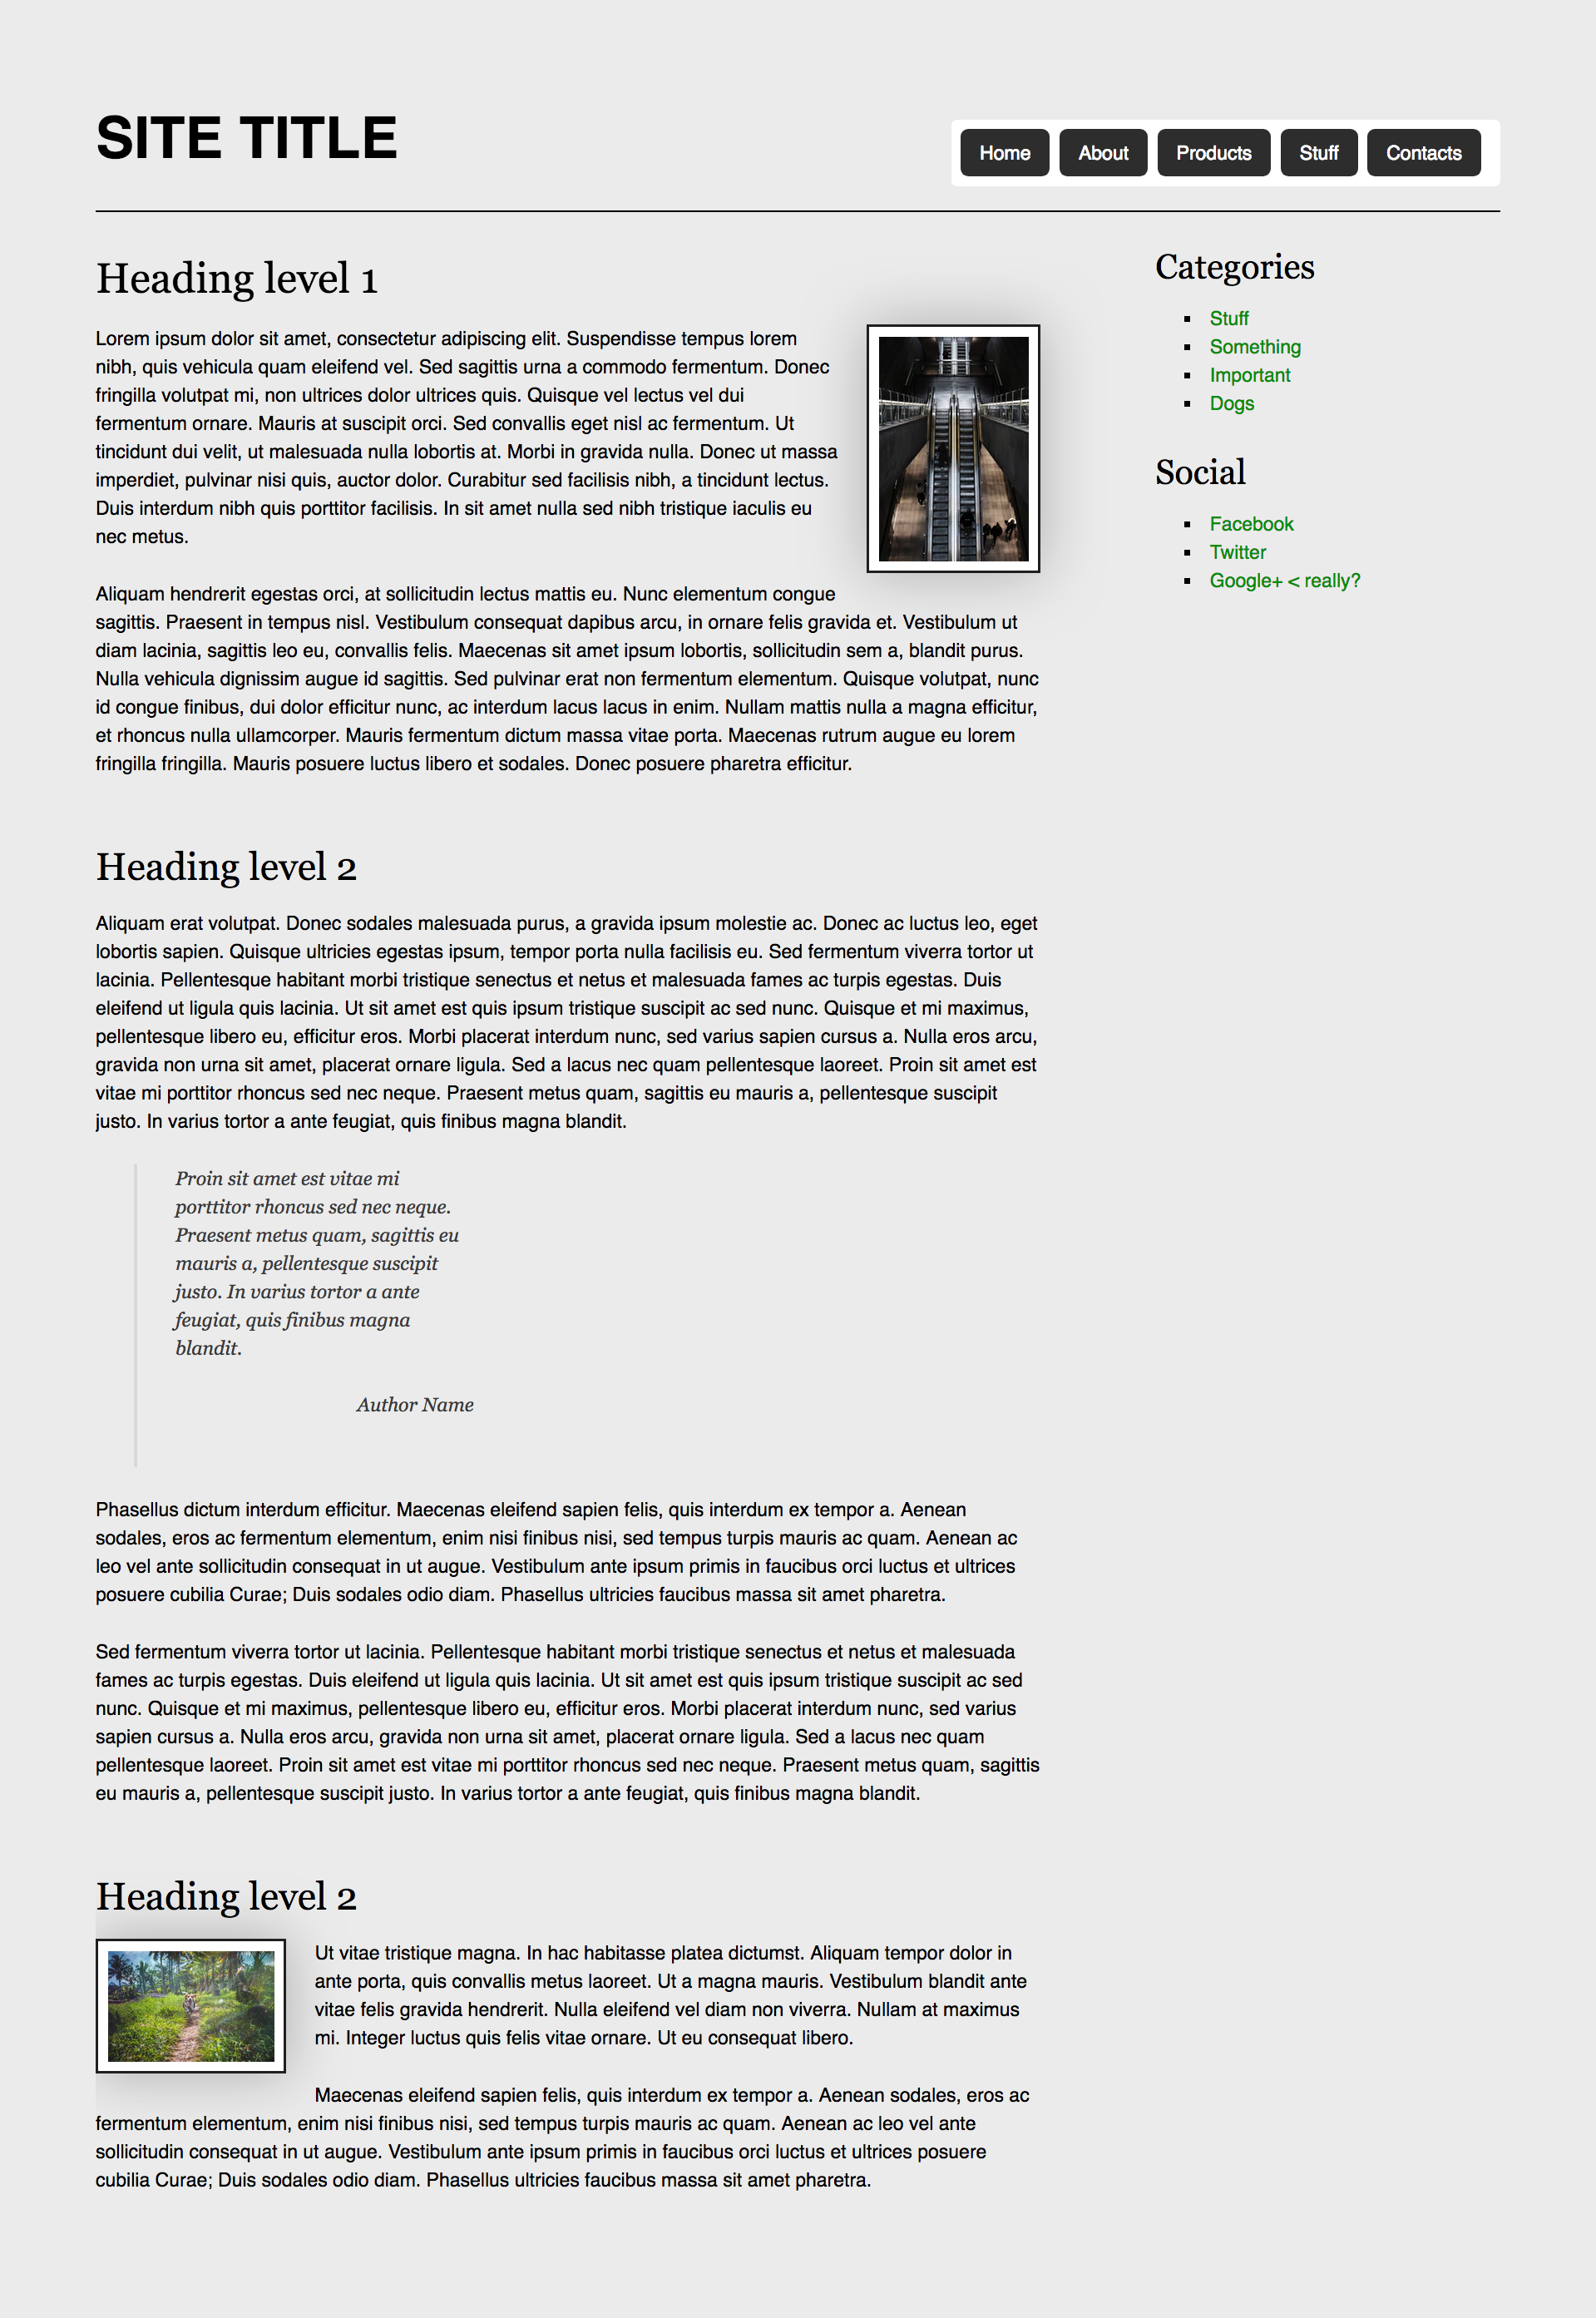 SITE TITLE
Home
About
Products
Stuff
Contacts
Heading level 1
Lorem ipsum dolor sit amet, consectetur adipiscing elit. Suspendisse tempus lorem
nibh, quis vehicula quam eleifend vel. Sed sagittis urna a commodo fermentum. Donec
fringilla volutpat mi, non ultrices dolor ultrices quis. Quisque vel lectus vel dui
fermentum ornare. Mauris at suscipit orci. Sed convallis eget nisl ac fermentum. Ut
tincidunt dui velit, ut malesuada nulla lobortis at. Morbi in gravida nulla. Donec ut massa
imperdiet, pulvinar nisi quis, auctor dolor. Curabitur sed facilisis nibh, a tincidunt lectus.
Duis interdum nibh quis porttitor facilisis. In sit amet nulla sed nibh tristique iaculis eu
nec metus.
Aliquam hendrerit egestas orci, at sollicitudin lectus mattis eu. Nunc elementum congue
sagittis. Praesent in tempus nisl. Vestibulum consequat dapibus arcu, in ornare felis gravida et. Vestibulum ut
diam lacinia, sagittis leo eu, convallis felis. Maecenas sit amet ipsum lobortis, sollicitudin sem a, blandit purus.
Nulla vehicula dignissim augue id sagittis. Sed pulvinar erat non fermentum elementum. Quisque volutpat, nunc
id congue finibus, dui dolor efficitur nunc, ac interdum lacus lacus in enim. Nullam mattis nulla a magna efficitur,
et rhoncus nulla ullamcorper. Mauris fermentum dictum massa vitae porta. Maecenas rutrum augue eu lorem
fringilla fringilla. Mauris posuere luctus libero et sodales. Donec posuere pharetra efficitur.
Heading level 2
Aliquam erat volutpat. Donec sodales malesuada purus, a gravida ipsum molestie ac. Donec ac luctus leo, eget
lobortis sapien. Quisque ultricies egestas ipsum, tempor porta nulla facilisis eu. Sed fermentum viverra tortor ut
lacinia. Pellentesque habitant morbi tristique senectus et netus et malesuada fames ac turpis egestas. Duis
eleifend ut ligula quis lacinia. Ut sit amet est quis ipsum tristique suscipit ac sed nunc. Quisque et mi maximus,
pellentesque libero eu, efficitur eros. Morbi placerat interdum nunc, sed varius sapien cursus a. Nulla eros arcu,
gravida non urna sit amet, placerat ornare ligula. Sed a lacus nec quam pellentesque laoreet. Proin sit amet est
vitae mi porttitor rhoncus sed nec neque. Praesent metus quam, sagittis eu mauris a, pellentesque suscipit
justo. In varius tortor a ante feugiat, quis finibus magna blandit.
Proin sit amet est vitae mi
porttitor rhoncus sed nec neque.
Praesent metus quam, sagittis eu
mauris a, pellentesque suscipit
justo. In varius tortor a ante
feugiat, quis finibus magna
blandit.
Author Name
Phasellus dictum interdum efficitur. Maecenas eleifend sapien felis, quis interdum ex tempor a. Aenean
sodales, eros ac fermentum elementum, enim nisi finibus nisi, sed tempus turpis mauris ac quam. Aenean ac
leo vel ante sollicitudin consequat in ut augue. Vestibulum ante ipsum primis in faucibus orci luctus et ultrices
posuere cubilia Curae; Duis sodales odio diam. Phasellus ultricies faucibus massa sit amet pharetra.
Sed fermentum viverra tortor ut lacinia. Pellentesque habitant morbi tristique senectus et netus et malesuada
fames ac turpis egestas. Duis eleifend ut ligula quis lacinia. Ut sit amet est quis ipsum tristique suscipit ac sed
nunc. Quisque et mi maximus, pellentesque libero eu, efficitur eros. Morbi placerat interdum nunc, sed varius
sapien cursus a. Nulla eros arcu, gravida non urna sit amet, placerat ornare ligula. Sed a lacus nec quam
pellentesque laoreet. Proin sit amet est vitae mi porttitor rhoncus sed nec neque. Praesent metus quam, sagittis
eu mauris a, pellentesque suscipit justo. In varius tortor a ante feugiat, quis finibus magna blandit.
Heading level 2
Ut vitae tristique magna. In hac habitasse platea dictumst. Aliquam tempor dolor in
ante porta, quis convallis metus laoreet. Ut a magna mauris. Vestibulum blandit ante
vitae felis gravida hendrerit. Nulla eleifend vel diam non viverra. Nullam at maximus
mi. Integer luctus quis felis vitae ornare. Ut eu consequat libero.
Maecenas eleifend sapien felis, quis interdum ex tempor a. Aenean sodales, eros ac
fermentum elementum, enim nisi finibus nisi, sed tempus turpis mauris ac quam. Aenean ac leo vel ante
sollicitudin consequat in ut augue. Vestibulum ante ipsum primis in faucibus orci luctus et ultrices posuere
cubilia Curae; Duis sodales odio diam. Phasellus ultricies faucibus massa sit amet pharetra.
Categories
Stuff
Something
Important
Dogs
Social
Facebook
Twitter
Google+ < really?